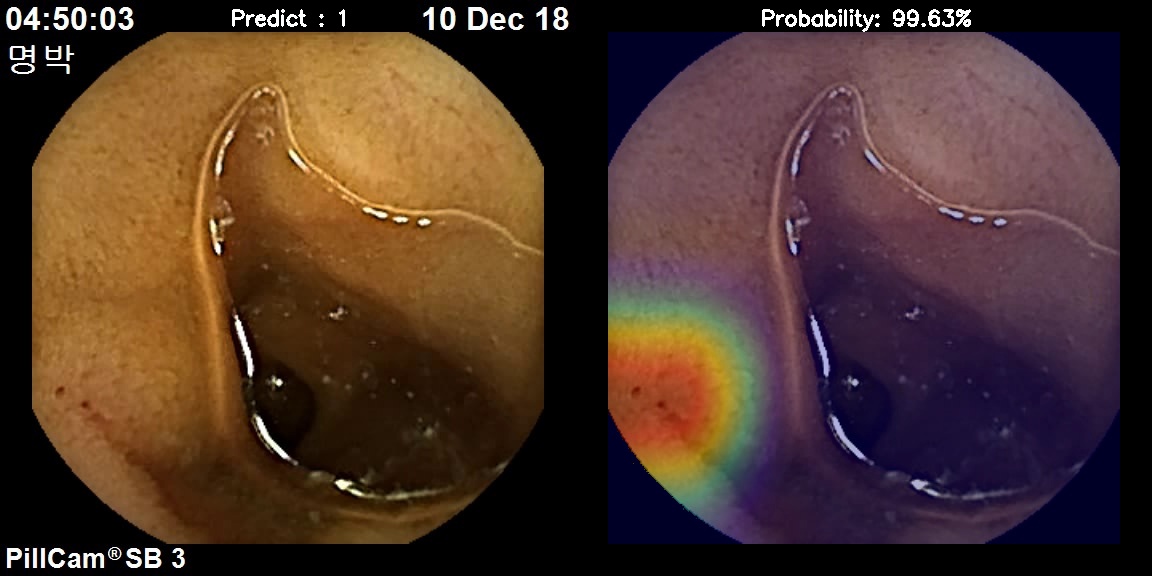 04:50:03 Predict : 1 10 Dec 18 Probability: 99.63%
명박
PillCam® SB 3